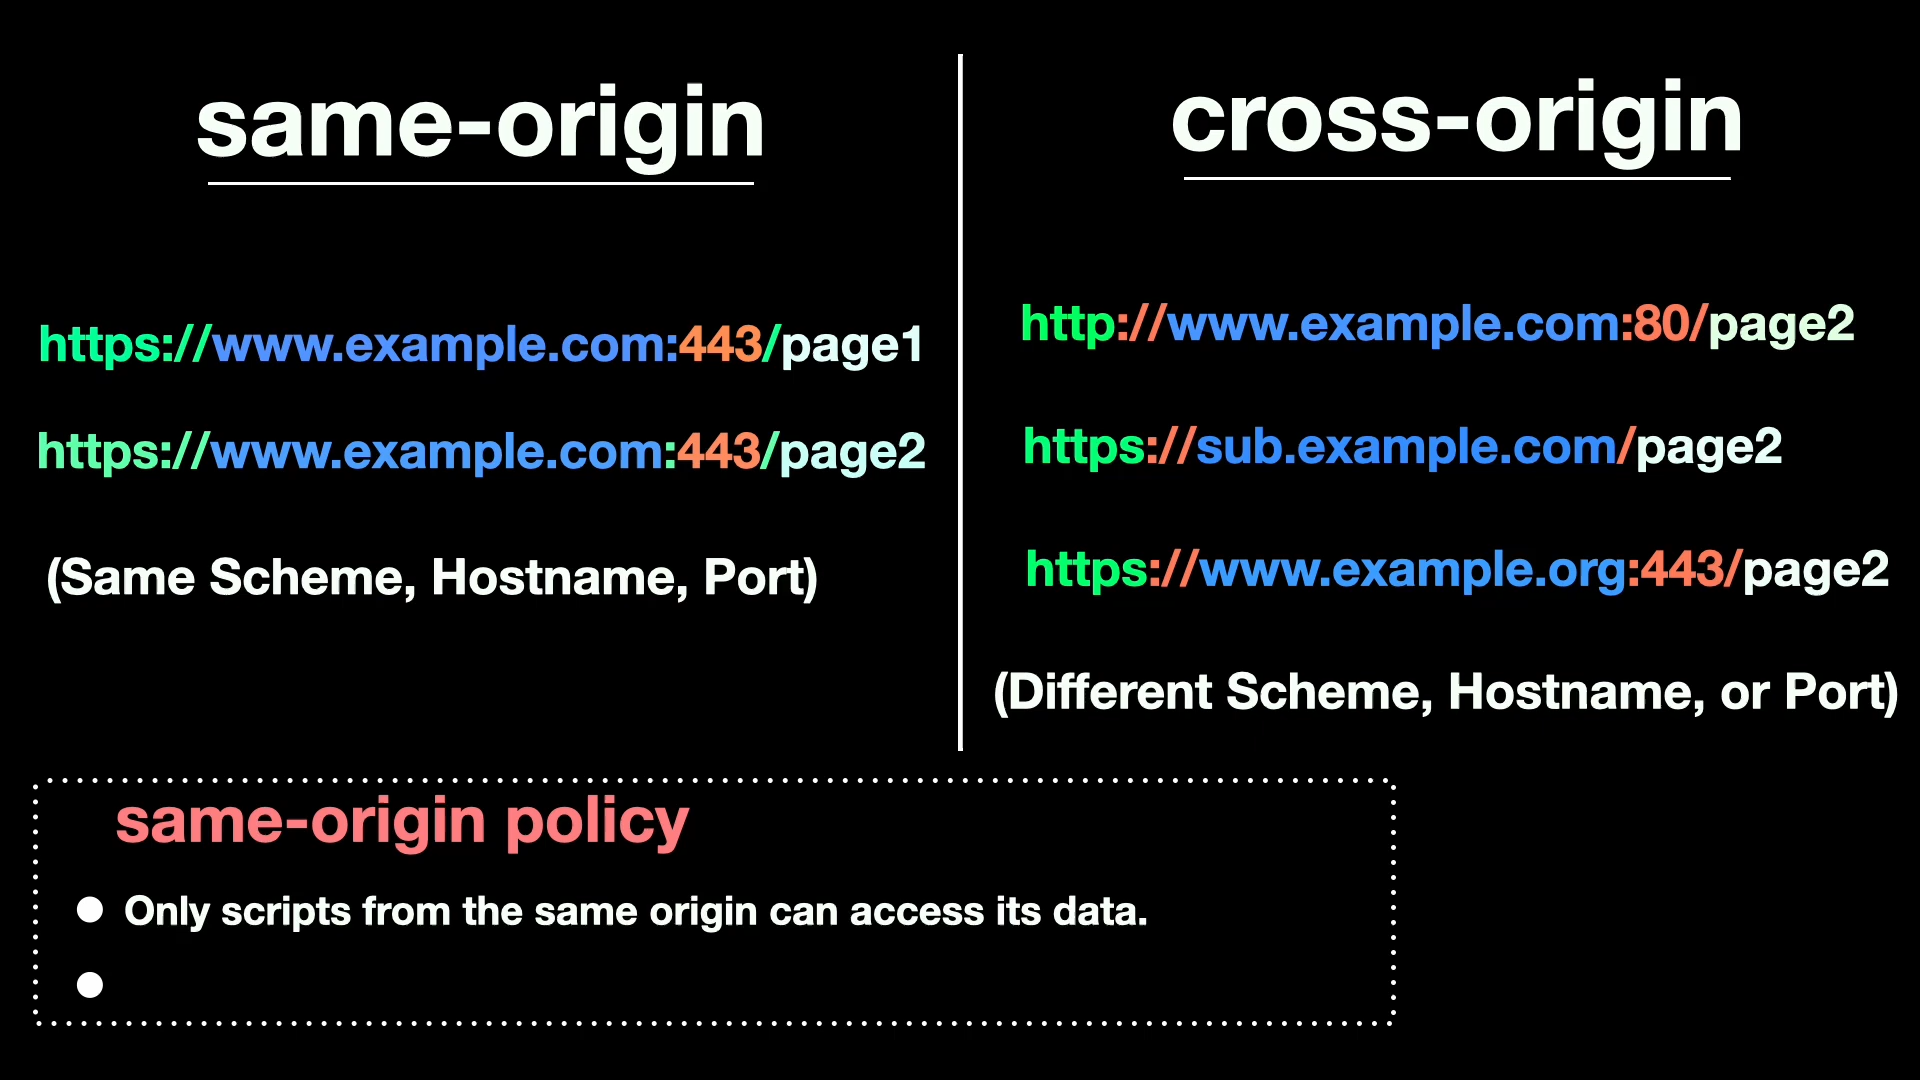 same-origin
https://www.example.com:443/page1
https://www.example.com:443/page2
(Same Scheme, Hostname, Port)
cross-origin
http://www.example.com:80/page2
https://sub.example.com/page2
https://www.example.org:443/page2
(Different Scheme, Hostname, or Port)
same-origin policy
Only scripts from the same origin can access its data.